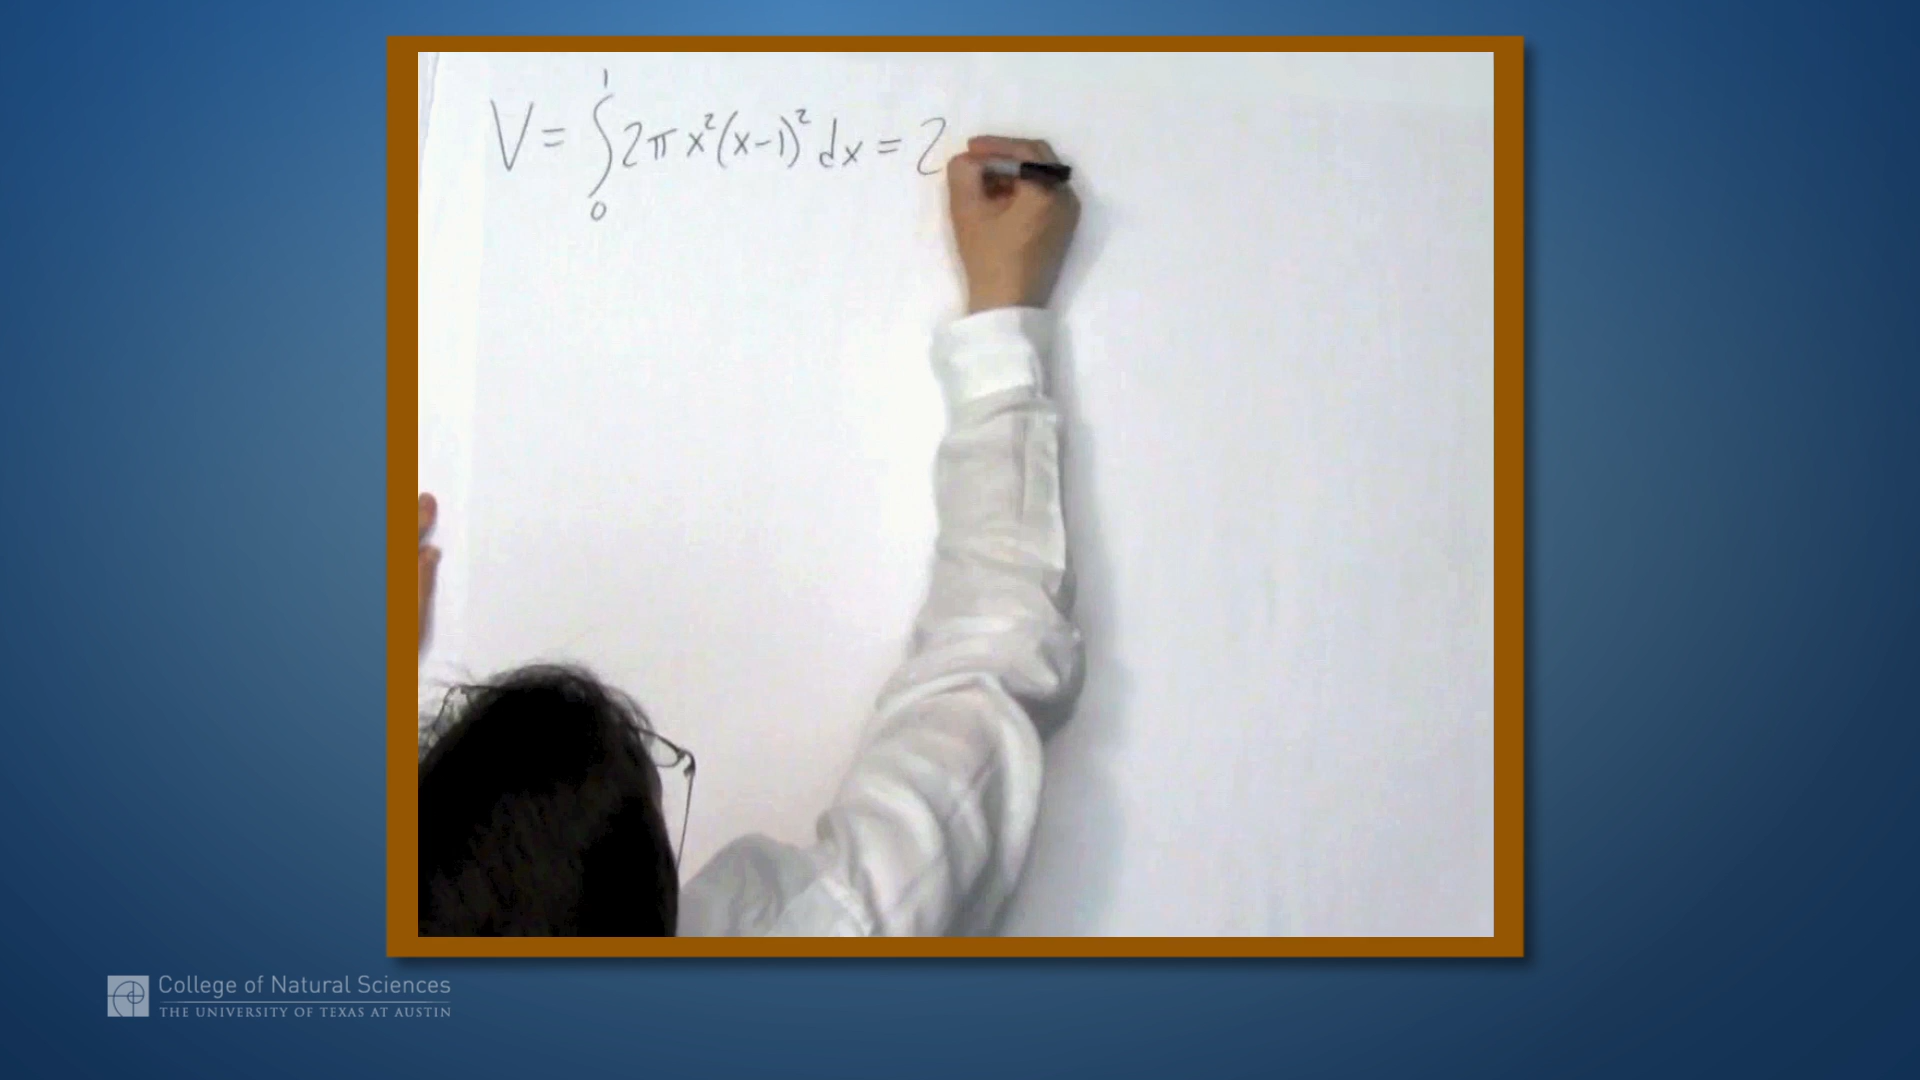 V = ∫₀¹ 2π x² (x-1)² dx = 2
College of Natural Sciences
THE UNIVERSITY OF TEXAS AT AUSTIN